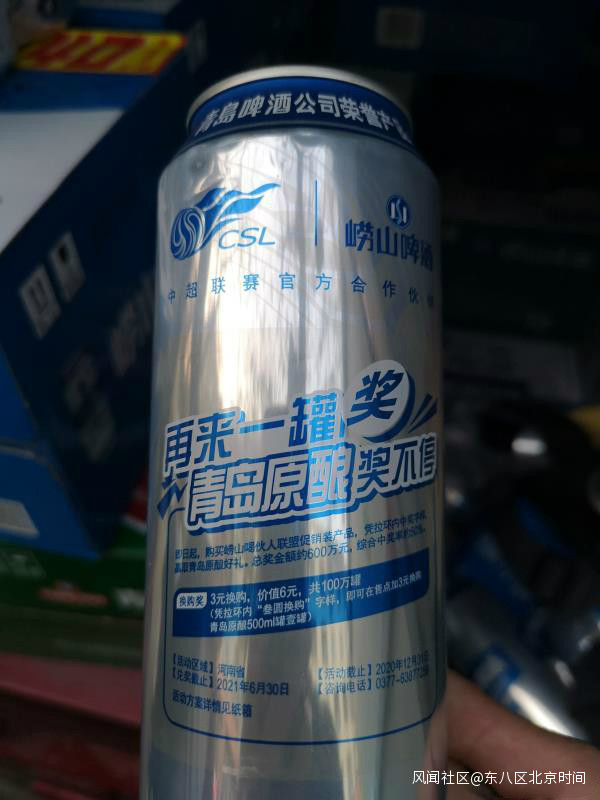 青島啤酒公司荣誉产品
CSL
崂山啤酒
中超联赛官方合作伙伴
再来一罐 奖
青岛原酿奖不停
即日起，购买崂山喝伙人联盟促销装产品，凭拉环内中奖字样，
赢取青岛原酿好礼。总奖金额约600万元，综合中奖率约50%。
换购奖
3元换购，价值6元，共100万罐
（凭拉环内“叁圆换购”字样，即可在售点加3元换购
青岛原酿500ml罐壹罐）
【活动区域】河南省
【活动截止】2020年12月31日
【兑奖截止】2021年6月30日
【咨询电话】0377-63877256
活动方案详情见纸箱
风闻社区@东八区北京时间